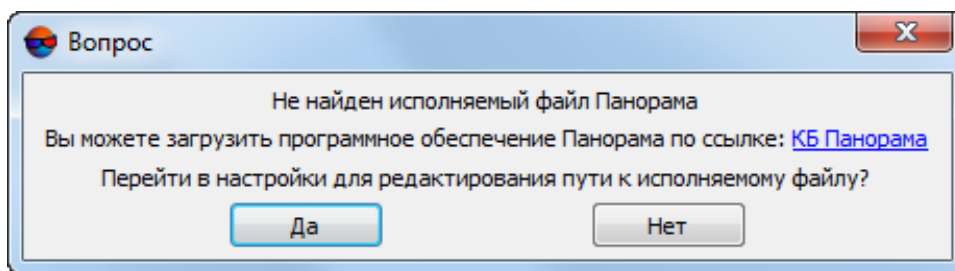 Вопрос
Не найден исполняемый файл Панорама
Вы можете загрузить программное обеспечение Панорама по ссылке: КБ Панорама
Перейти в настройки для редактирования пути к исполняемому файлу?
Да Нет